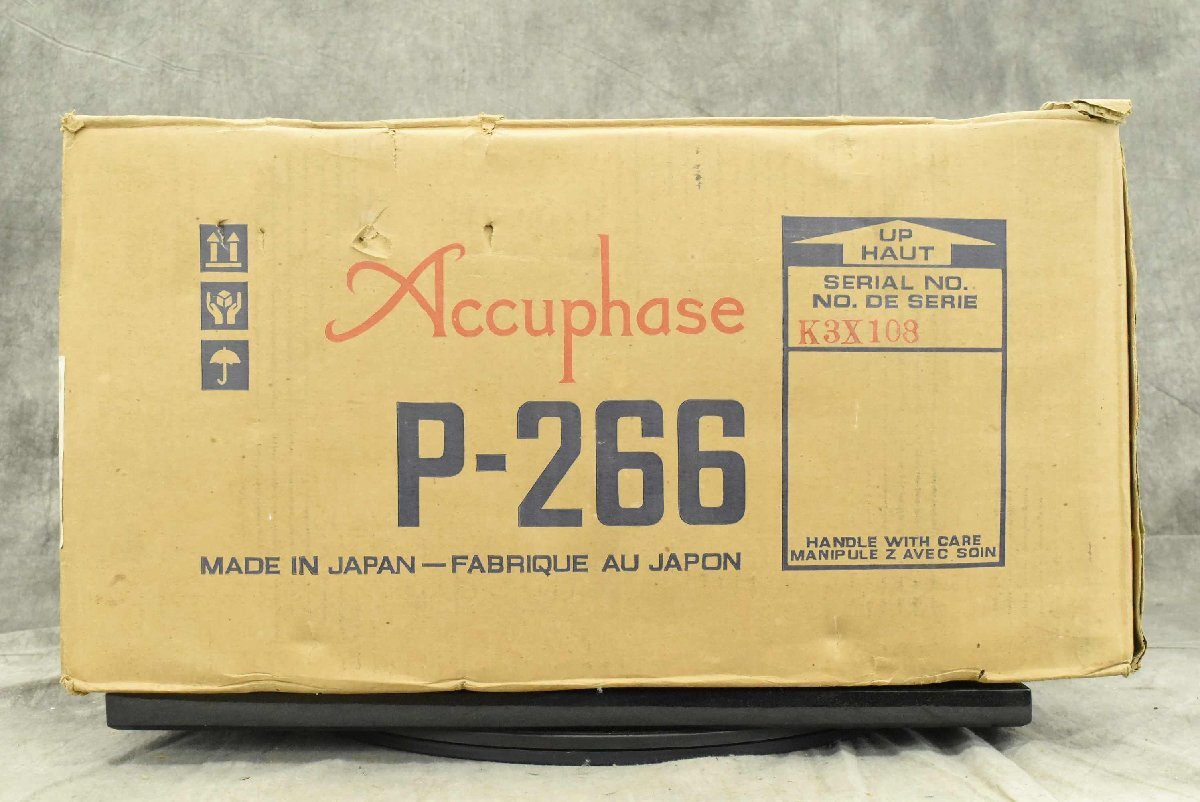 Accuphase
P-266
MADE IN JAPAN — FABRIQUE AU JAPON
UP
HAUT
SERIAL NO.
NO. DE SERIE
K3X108
HANDLE WITH CARE
MANIPULE Z AVEC SOIN